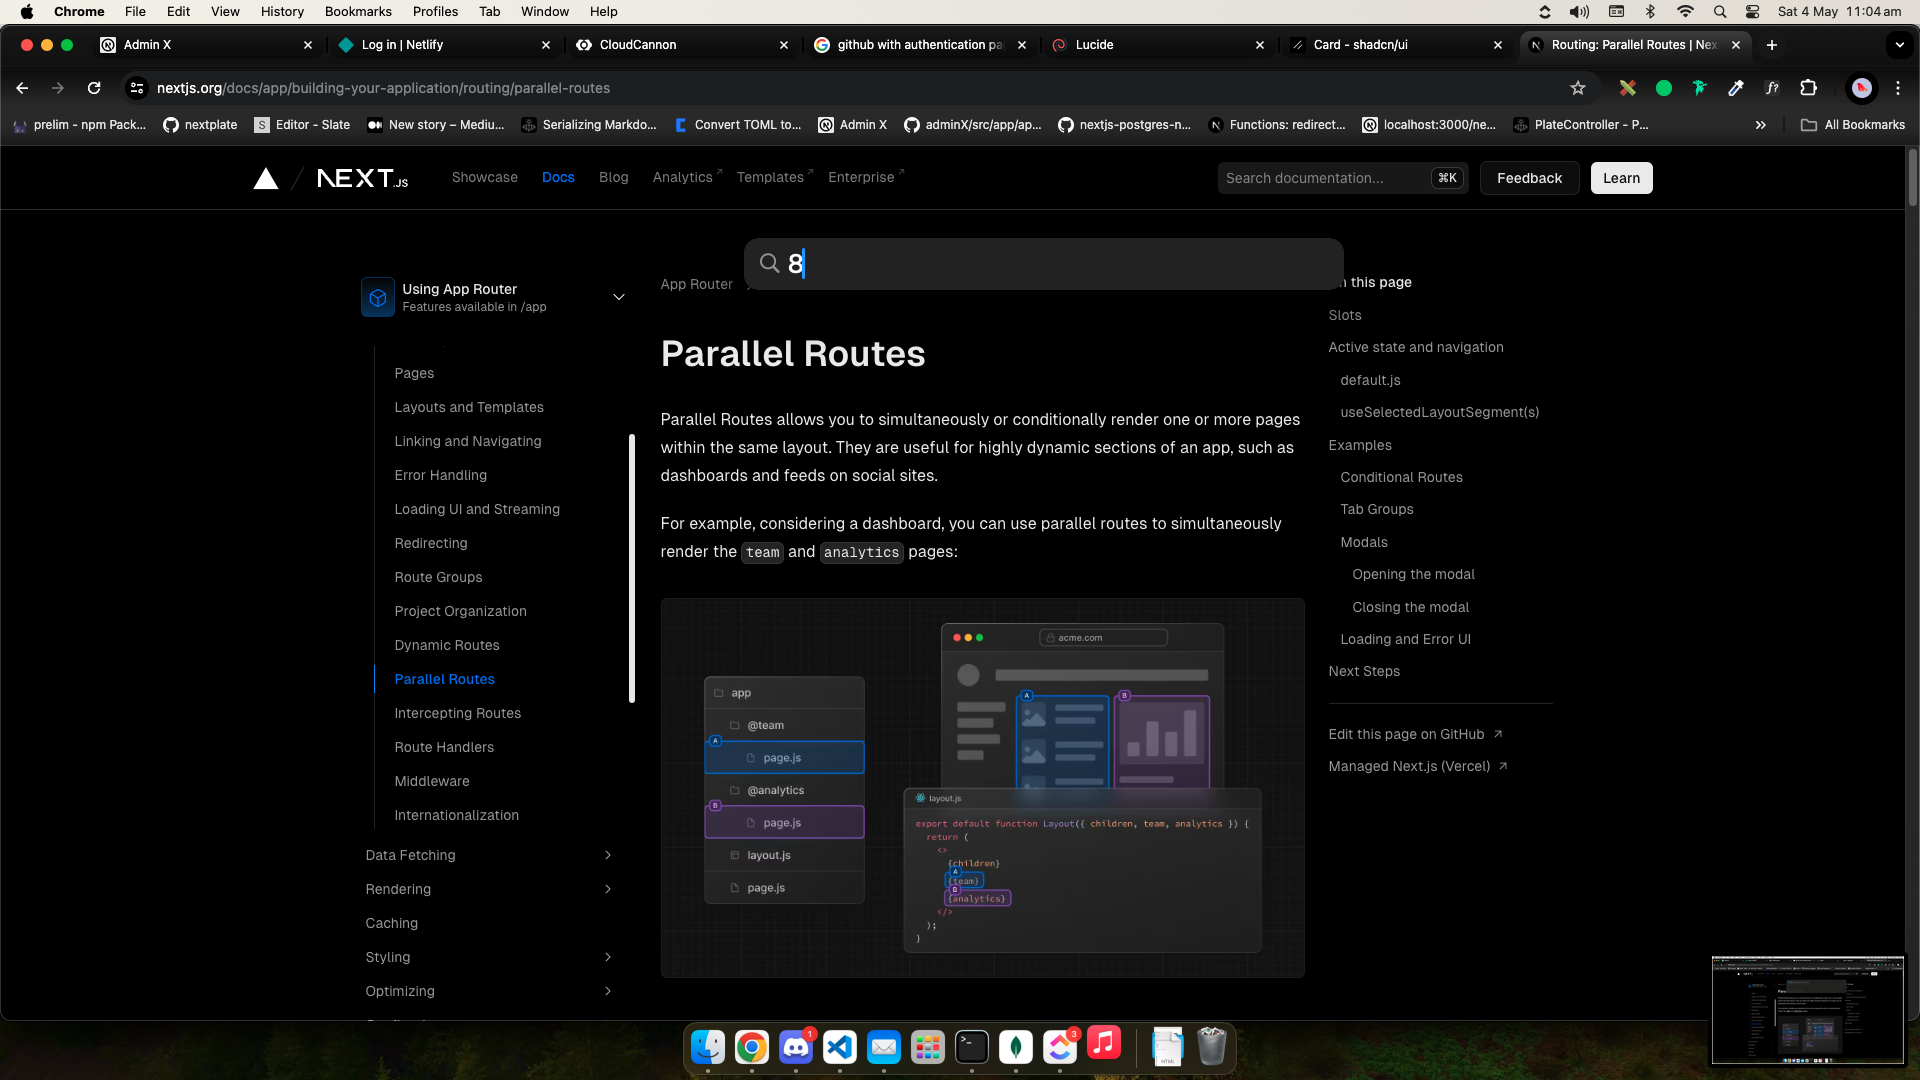 Chrome File Edit View History Bookmarks Profiles Tab Window Help Sat 4 May 11:04 am
Admin X
Log in | Netlify
CloudCannon
github with authentication pa
Lucide
Card - shadcn/ui
Routing: Parallel Routes | Nex
nextjs.org/docs/app/building-your-application/routing/parallel-routes
f?
prelim - npm Pack...
nextplate
S Editor - Slate
New story – Mediu...
Serializing Markdo...
Convert TOML to...
Admin X
adminX/src/app/ap...
nextjs-postgres-n...
Functions: redirect...
localhost:3000/ne...
PlateController - P...
All Bookmarks
NEXT.JS
Showcase
Docs
Blog
Analytics
Templates
Enterprise
Search documentation... ⌘K
Feedback
Learn
8
Using App Router
Features available in /app
Pages
Layouts and Templates
Linking and Navigating
Error Handling
Loading UI and Streaming
Redirecting
Route Groups
Project Organization
Dynamic Routes
Parallel Routes
Intercepting Routes
Route Handlers
Middleware
Internationalization
Data Fetching
Rendering
Caching
Styling
Optimizing
App Router
Parallel Routes
Parallel Routes allows you to simultaneously or conditionally render one or more pages
within the same layout. They are useful for highly dynamic sections of an app, such as
dashboards and feeds on social sites.
For example, considering a dashboard, you can use parallel routes to simultaneously
render the team and analytics pages:
app
@team
A
page.js
@analytics
B
page.js
layout.js
page.js
acme.com
A
B
layout.js
export default function Layout({ children, team, analytics }) {
return (
<>
{children}
A
{team}
B
{analytics}
</>
);
}
this page
Slots
Active state and navigation
default.js
useSelectedLayoutSegment(s)
Examples
Conditional Routes
Tab Groups
Modals
Opening the modal
Closing the modal
Loading and Error UI
Next Steps
Edit this page on GitHub
Managed Next.js (Vercel)
1
3
HTML